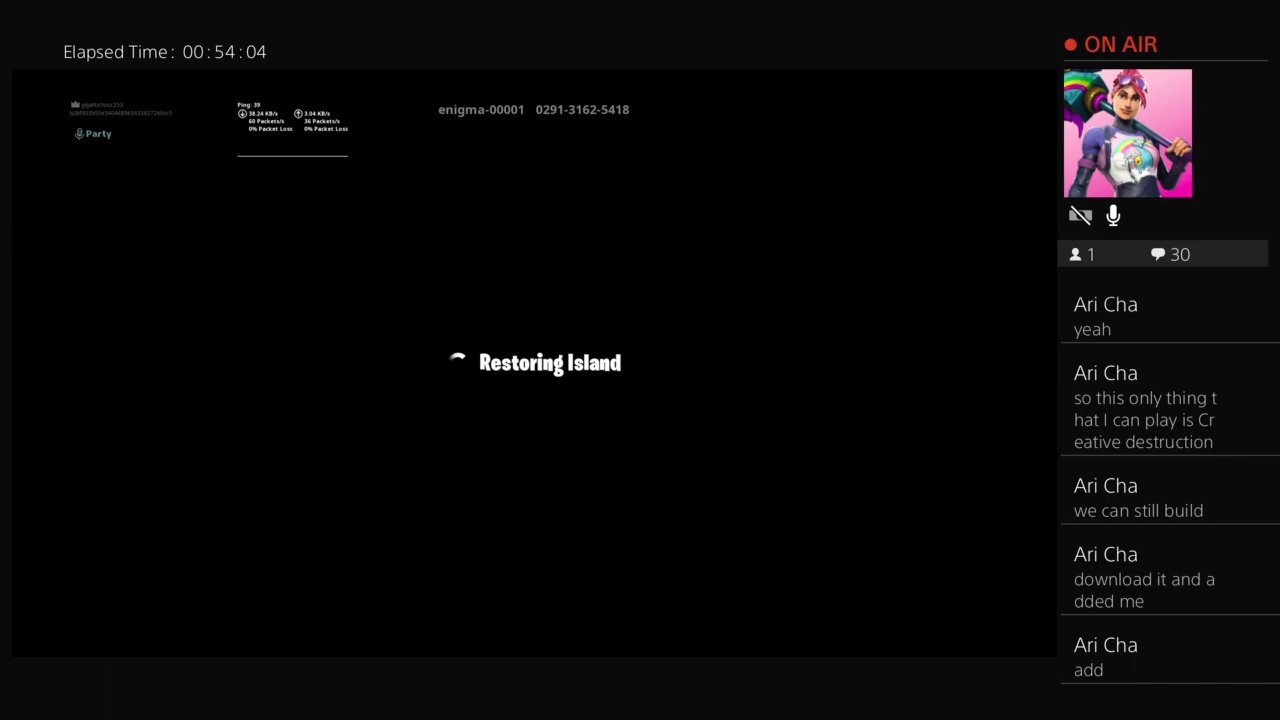 Elapsed Time: 00:54:04
ON AIR
gigantichour253
Ping: 39
38.24 KB/s 3.04 KB/s
60 Packets/s 36 Packets/s
0% Packet Loss 0% Packet Loss
enigma-00001 0291-3162-5418
Party
1 30
Ari Cha
yeah
Ari Cha
so this only thing t
hat I can play is Cr
eative destruction
Restoring Island
Ari Cha
we can still build
Ari Cha
download it and a
dded me
Ari Cha
add